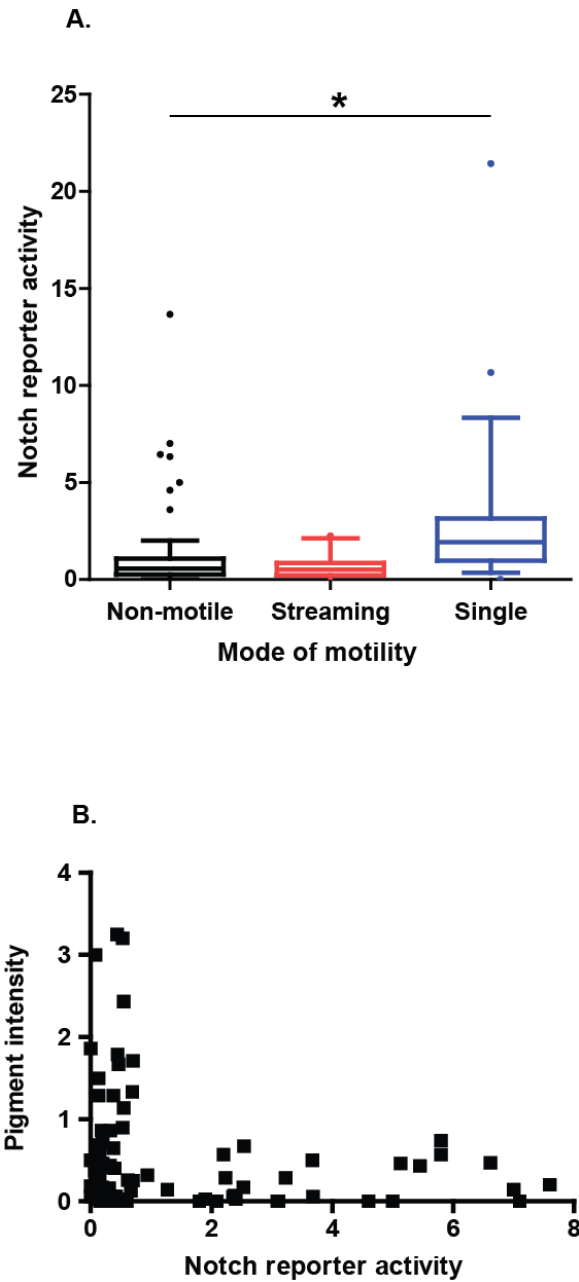 A.
*
25
20
15
10
5
0
Notch reporter activity
Non-motile Streaming Single
Mode of motility
B.
4
3
2
1
0
Pigment intensity
0 2 4 6 8
Notch reporter activity